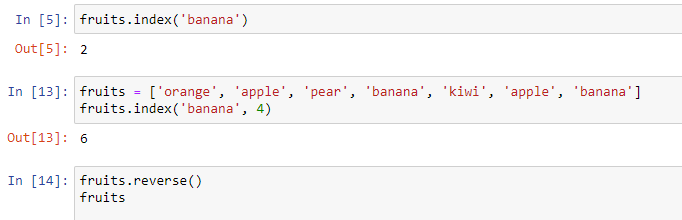 In [5]: fruits.index('banana')
Out[5]: 2
In [13]: fruits = ['orange', 'apple', 'pear', 'banana', 'kiwi', 'apple', 'banana']
fruits.index('banana', 4)
Out[13]: 6
In [14]: fruits.reverse()
fruits